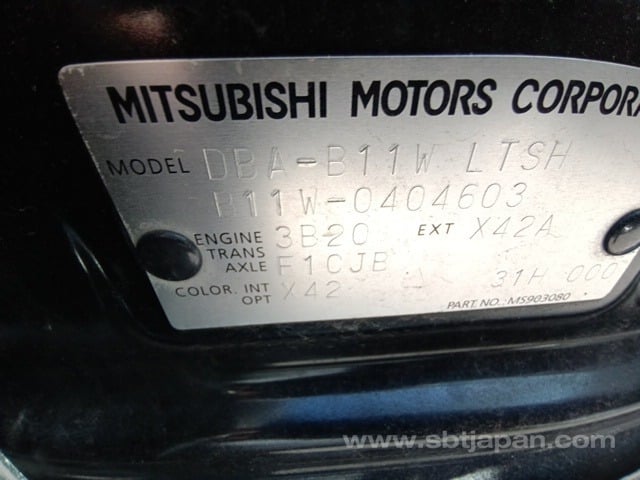 MITSUBISHI MOTORS CORPORA
MODEL DBA-B11W LTSH
B11W-0404603
ENGINE 3B20 EXT X42A
TRANS
AXLE F1CJB
COLOR. INT X42 31H 000
OPT
PART NO.: MS903080
www.sbtjapan.com